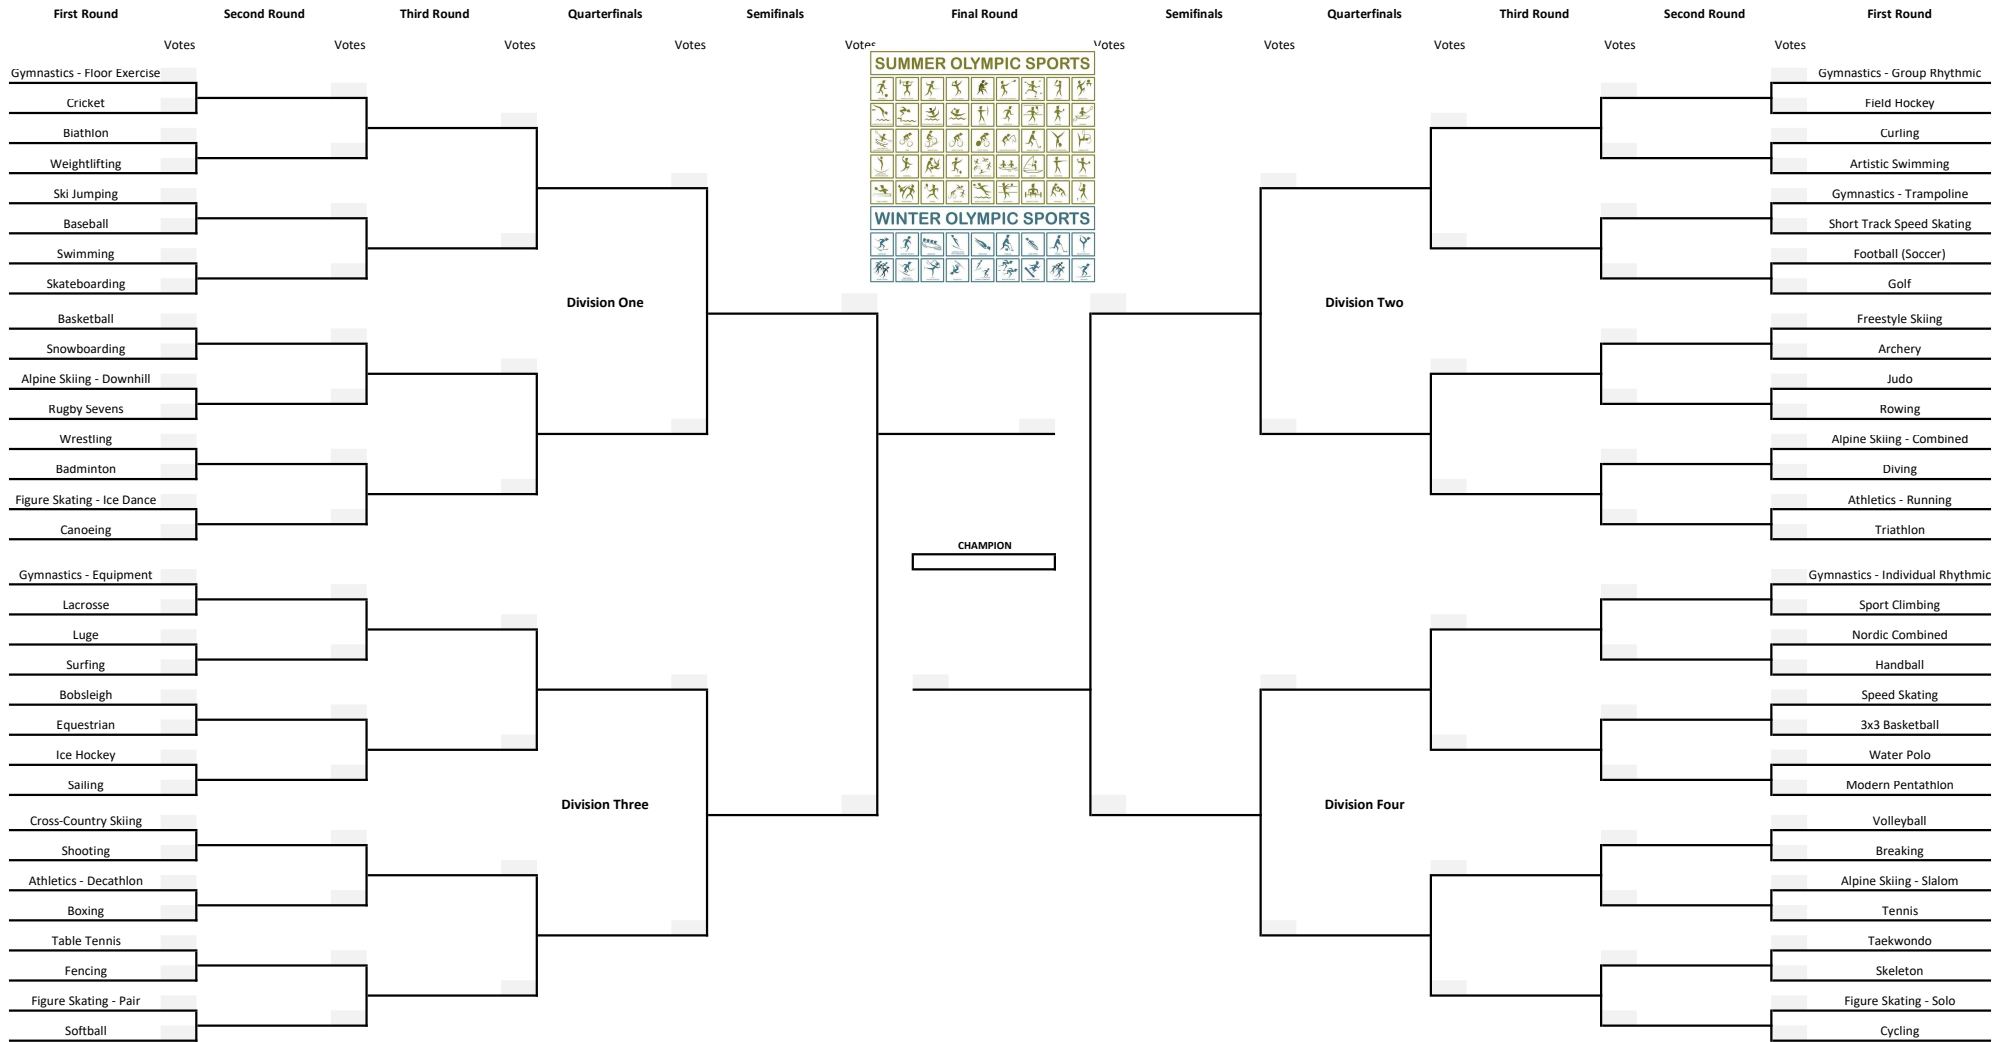 First Round Second Round Third Round Quarterfinals Semifinals Final Round Semifinals Quarterfinals Third Round Second Round First Round
Votes Votes Votes Votes Votes Votes Votes Votes Votes Votes
SUMMER OLYMPIC SPORTS
WINTER OLYMPIC SPORTS
Gymnastics - Floor Exercise
Cricket
Biathlon
Weightlifting
Ski Jumping
Baseball
Swimming
Skateboarding
Division One
Basketball
Snowboarding
Alpine Skiing - Downhill
Rugby Sevens
Wrestling
Badminton
Figure Skating - Ice Dance
Canoeing
Gymnastics - Equipment
Lacrosse
Luge
Surfing
Bobsleigh
Equestrian
Ice Hockey
Sailing
Division Three
Cross-Country Skiing
Shooting
Athletics - Decathlon
Boxing
Table Tennis
Fencing
Figure Skating - Pair
Softball
CHAMPION
Gymnastics - Group Rhythmic
Field Hockey
Curling
Artistic Swimming
Gymnastics - Trampoline
Short Track Speed Skating
Football (Soccer)
Golf
Division Two
Freestyle Skiing
Archery
Judo
Rowing
Alpine Skiing - Combined
Diving
Athletics - Running
Triathlon
Gymnastics - Individual Rhythmic
Sport Climbing
Nordic Combined
Handball
Speed Skating
3x3 Basketball
Water Polo
Modern Pentathlon
Division Four
Volleyball
Breaking
Alpine Skiing - Slalom
Tennis
Taekwondo
Skeleton
Figure Skating - Solo
Cycling